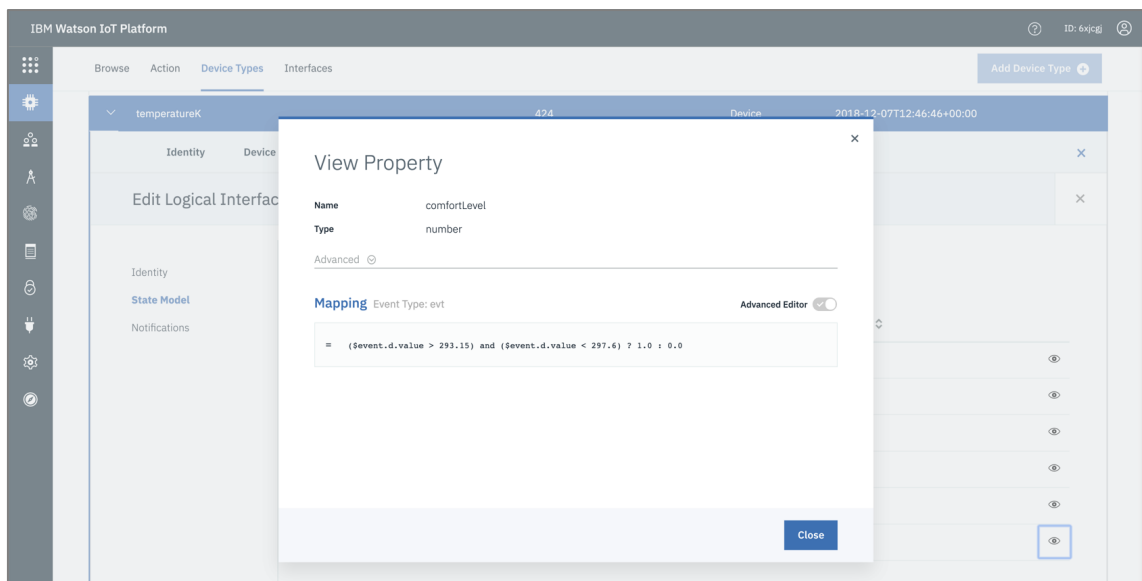 IBM Watson IoT Platform
ID: 6xjcgj
Browse Action Device Types Interfaces
Add Device Type
temperatureK 424 Device 2018-12-07T12:46:46+00:00
Identity Device
View Property
Edit Logical Interfac
Name comfortLevel
Type number
Advanced
Identity
State Model
Notifications
Mapping Event Type: evt
Advanced Editor
= ($event.d.value > 293.15) and ($event.d.value < 297.6) ? 1.0 : 0.0
Close